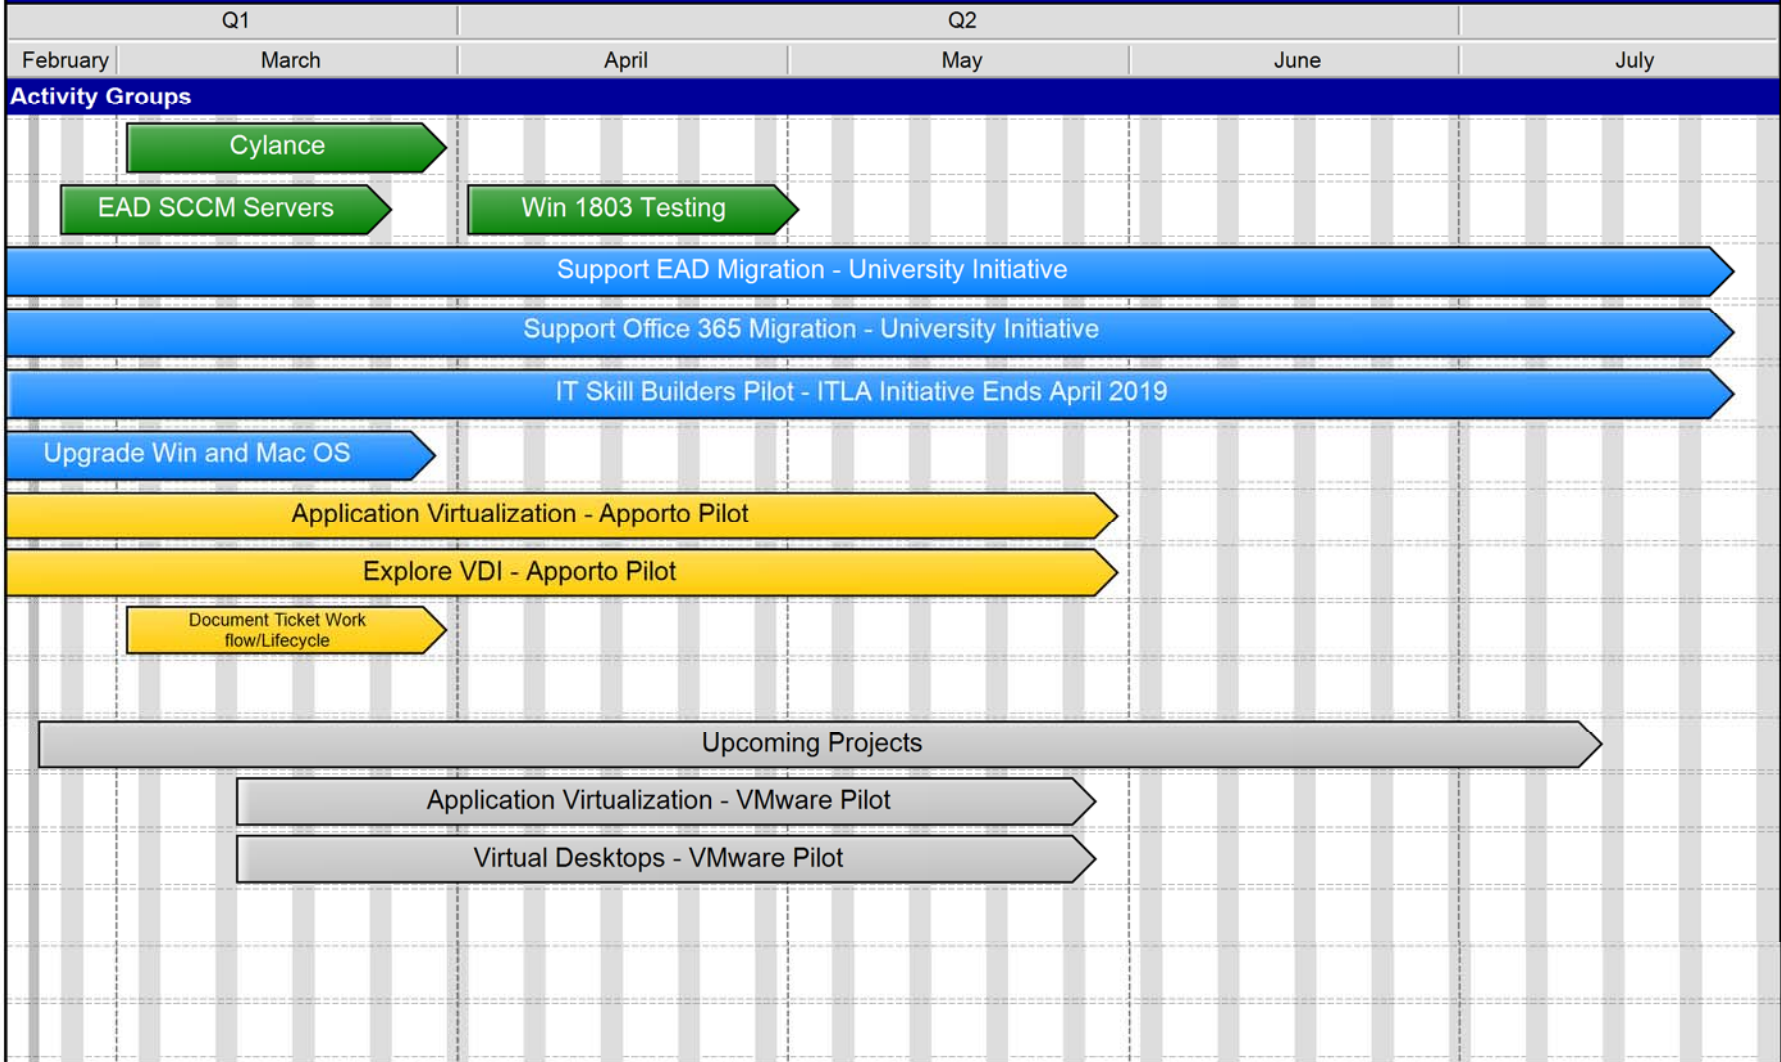 Q1 Q2
February March April May June July
Activity Groups
Cylance
EAD SCCM Servers Win 1803 Testing
Support EAD Migration - University Initiative
Support Office 365 Migration - University Initiative
IT Skill Builders Pilot - ITLA Initiative Ends April 2019
Upgrade Win and Mac OS
Application Virtualization - Apporto Pilot
Explore VDI - Apporto Pilot
Document Ticket Work
flow/Lifecycle
Upcoming Projects
Application Virtualization - VMware Pilot
Virtual Desktops - VMware Pilot